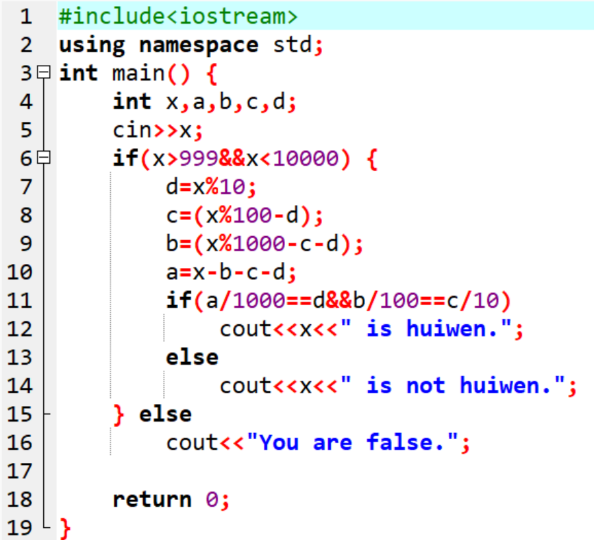 1 #include<iostream>
2 using namespace std;
3 int main() {
4 int x,a,b,c,d;
5 cin>>x;
6 if(x>999&&x<10000) {
7 d=x%10;
8 c=(x%100-d);
9 b=(x%1000-c-d);
10 a=x-b-c-d;
11 if(a/1000==d&&b/100==c/10)
12 cout<<x<<" is huiwen.";
13 else
14 cout<<x<<" is not huiwen.";
15 } else
16 cout<<"You are false.";
17
18 return 0;
19 }